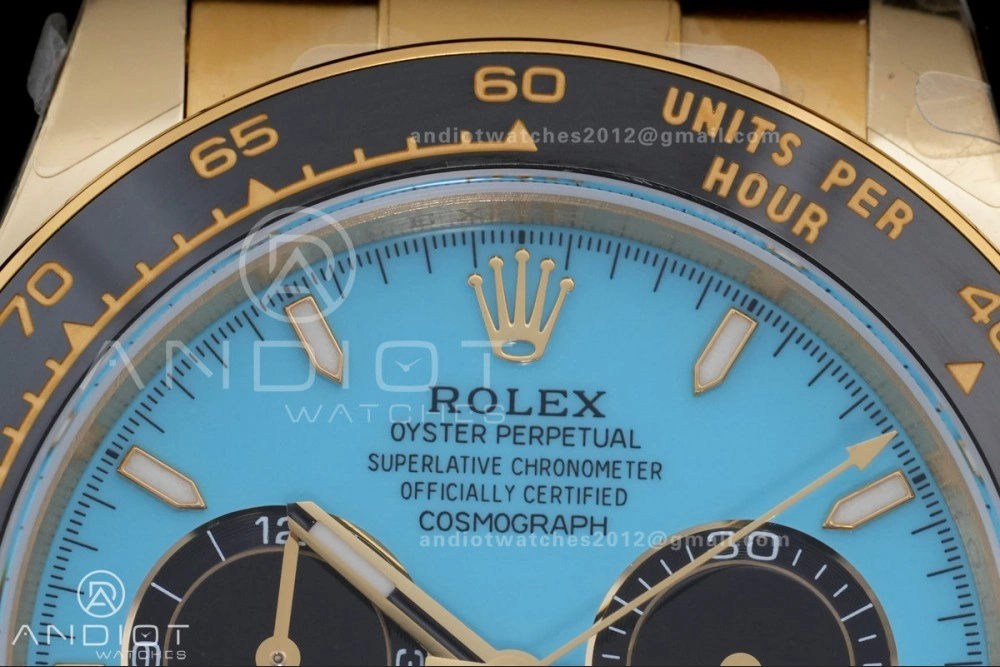 60
UNITS PER
HOUR
65
70
40
andiotwatches2012@gmail.com
ANDIOT
WATCHES
ROLEX
OYSTER PERPETUAL
SUPERLATIVE CHRONOMETER
OFFICIALLY CERTIFIED
COSMOGRAPH
andiotwatches2012@gmail.com
12
ANDIOT
WATCHES